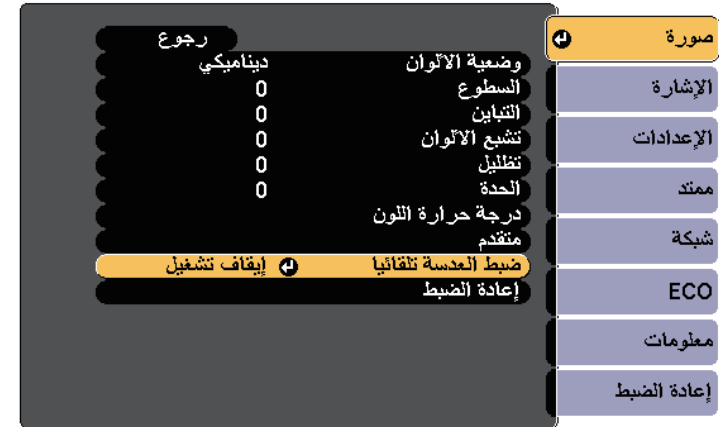 صورة
الإشارة
الإعدادات
ممتد
شبكة
ECO
معلومات
إعادة الضبط
رجوع
وضعية الألوان ديناميكي
السطوع 0
التباين 0
تشبع الألوان 0
تظليل 0
الحدة 0
درجة حرارة اللون
متقدم
ضبط العدسة تلقائيا إيقاف تشغيل
إعادة الضبط